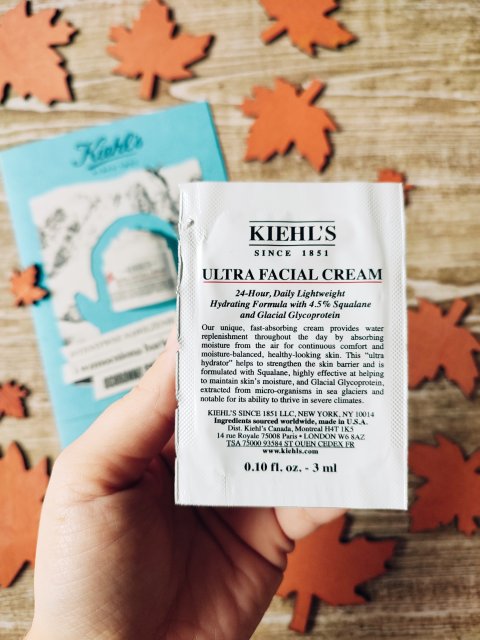 Kiehl's
KIEHL'S
SINCE 1851
ULTRA FACIAL CREAM
24-Hour, Daily Lightweight
Hydrating Formula with 4.5% Squalane
and Glacial Glycoprotein
Our unique, fast-absorbing cream provides water
replenishment throughout the day by absorbing
moisture from the air for continuous comfort and
moisture-balanced, healthy-looking skin. This "ultra
hydrator" helps to strengthen the skin barrier and is
formulated with Squalane, highly effective at helping
to maintain skin's moisture, and Glacial Glycoprotein,
extracted from micro-organisms in sea glaciers and
notable for its ability to thrive in severe climates.
KIEHL'S SINCE 1851 LLC, NEW YORK, NY 10014
Ingredients sourced worldwide, made in U.S.A.
Dist. Kiehl's Canada, Montreal H4T 1K5
14 rue Royale 75008 Paris • LONDON W6 8AZ
TSA 75000 93584 ST OUEN CEDEX FR
www.kiehls.com
0.10 fl. oz. - 3 ml